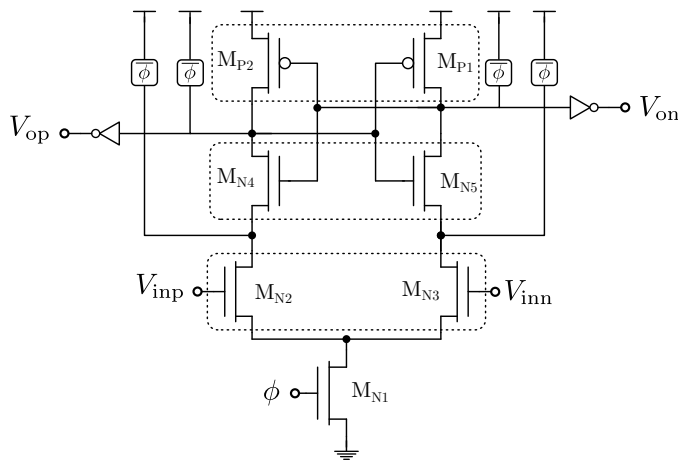 ϕ̅ ϕ̅ M_P2 M_P1 ϕ̅ ϕ̅
V_op V_on
M_N4 M_N5
V_inp M_N2 M_N3 V_inn
ϕ M_N1